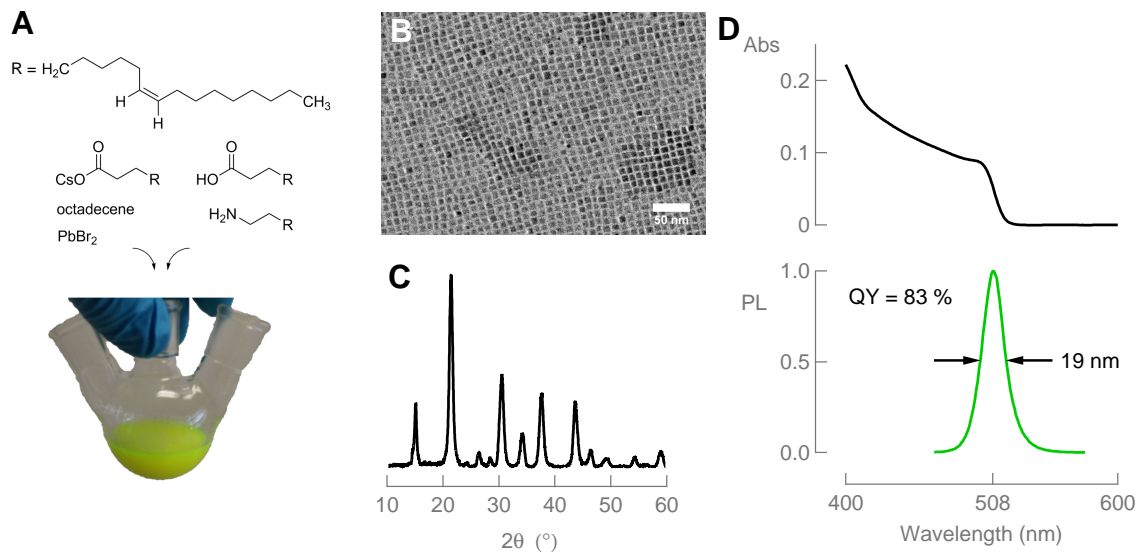 A
R = H₂C
H
H
CH₃
O
CsO
R
O
HO
R
octadecene
H₂N
R
PbBr₂
B
50 nm
C
10 20 30 40 50 60
2θ (°)
D
Abs
0.2
0.1
0
1.0
PL
QY = 83 %
0.5
19 nm
0.0
400 508 600
Wavelength (nm)